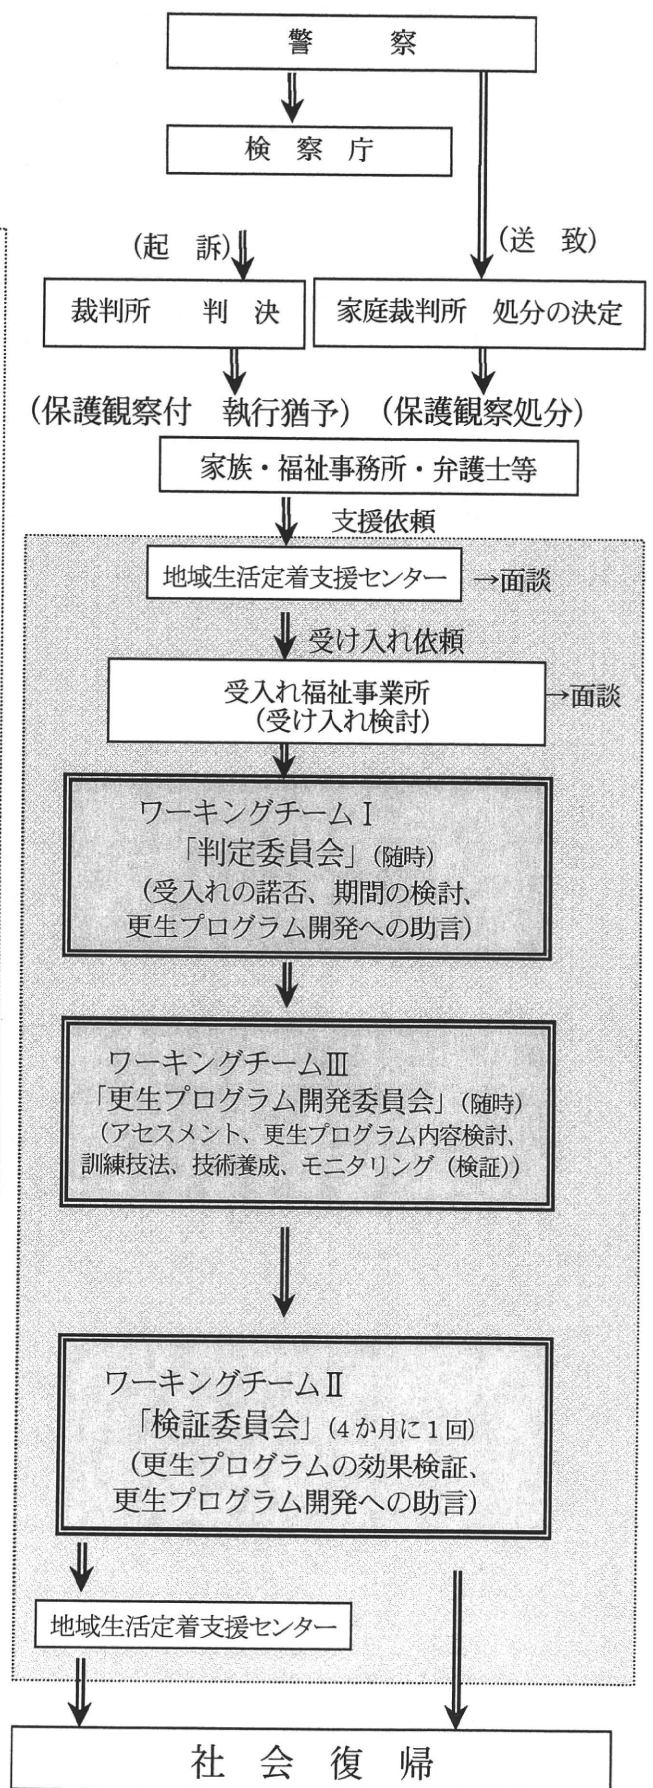 警　察
検　察　庁
(起　訴)
(送　致)
裁判所　判　決
家庭裁判所　処分の決定
(保護観察付　執行猶予)
(保護観察処分)
家族・福祉事務所・弁護士等
支援依頼
地域生活定着支援センター
→面談
受け入れ依頼
受入れ福祉事業所
(受け入れ検討)
→面談
ワーキングチームⅠ
「判定委員会」(随時)
(受入れの諾否、期間の検討、
更生プログラム開発への助言)
ワーキングチームⅢ
「更生プログラム開発委員会」(随時)
(アセスメント、更生プログラム内容検討、
訓練技法、技術養成、モニタリング(検証))
ワーキングチームⅡ
「検証委員会」(4か月に1回)
(更生プログラムの効果検証、
更生プログラム開発への助言)
地域生活定着支援センター
社　会　復　帰